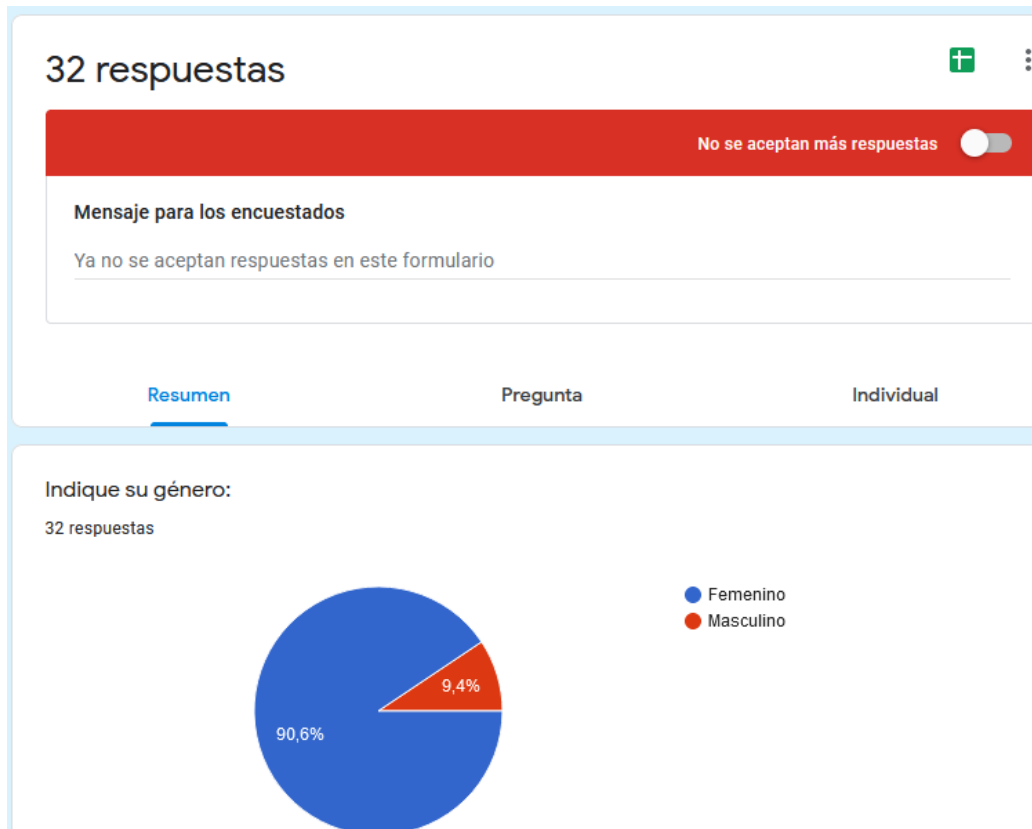 32 respuestas
No se aceptan más respuestas
Mensaje para los encuestados
Ya no se aceptan respuestas en este formulario
Resumen
Pregunta
Individual
Indique su género:
32 respuestas
Femenino
Masculino
9,4%
90,6%